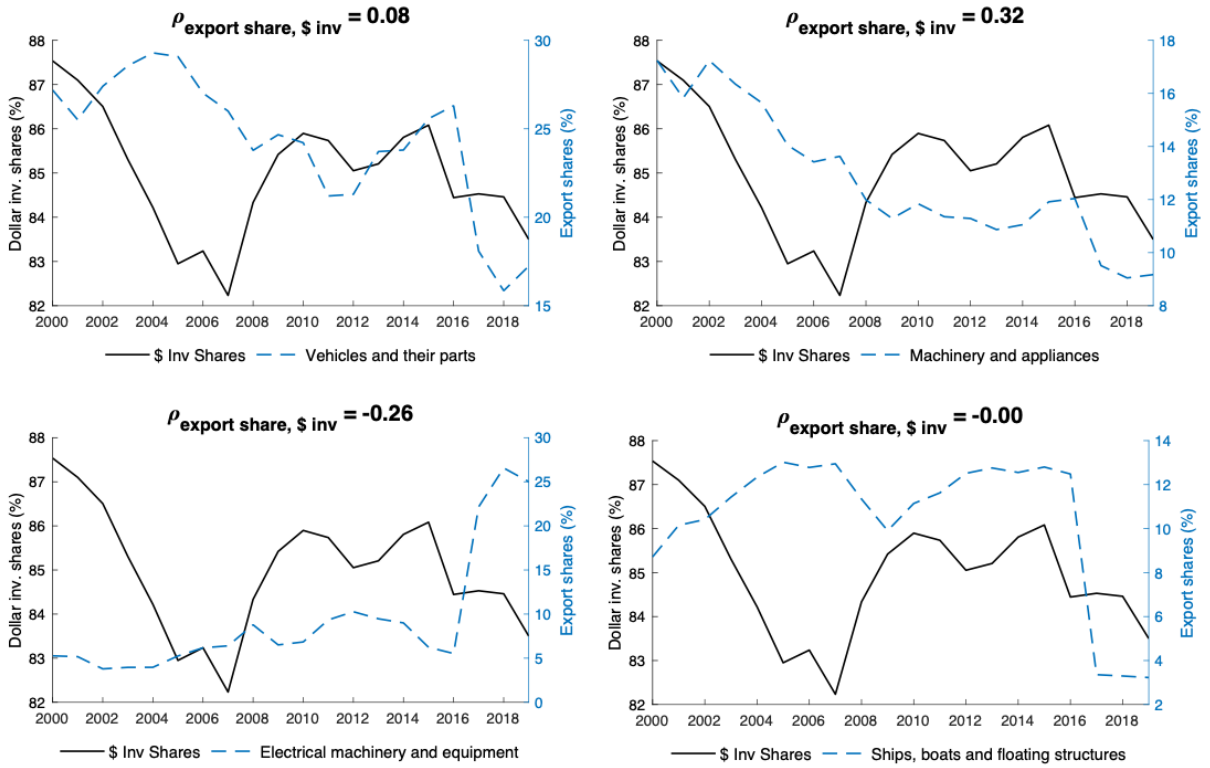 ρexport share, $ inv = 0.08
88
87
86
85
84
83
82
Dollar inv. shares (%)
30
25
20
15
Export shares (%)
2000 2002 2004 2006 2008 2010 2012 2014 2016 2018
$ Inv Shares Vehicles and their parts
ρexport share, $ inv = 0.32
88
87
86
85
84
83
82
Dollar inv. shares (%)
18
16
14
12
10
8
Export shares (%)
2000 2002 2004 2006 2008 2010 2012 2014 2016 2018
$ Inv Shares Machinery and appliances
ρexport share, $ inv = -0.26
88
87
86
85
84
83
82
Dollar inv. shares (%)
30
25
20
15
10
5
0
Export shares (%)
2000 2002 2004 2006 2008 2010 2012 2014 2016 2018
$ Inv Shares Electrical machinery and equipment
ρexport share, $ inv = -0.00
88
87
86
85
84
83
82
Dollar inv. shares (%)
14
12
10
8
6
4
2
Export shares (%)
2000 2002 2004 2006 2008 2010 2012 2014 2016 2018
$ Inv Shares Ships, boats and floating structures